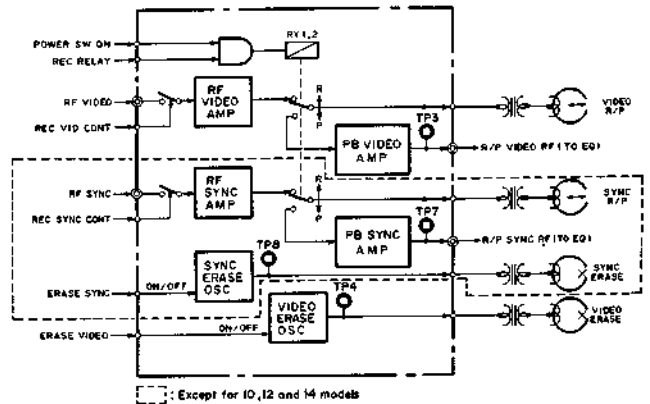 POWER SW ON
REC RELAY
RY1,2
RF VIDEO
REC VID CONT
RF
VIDEO
AMP
R
P
TP3
VIDEO
R/P
PB VIDEO
AMP
R/P VIDEO RF (TO EQ)
RF SYNC
REC SYNC CONT
RF
SYNC
AMP
R
P
TP7
SYNC
R/P
PB SYNC
AMP
R/P SYNC RF (TO EQ)
TP8
SYNC
ERASE
OSC
SYNC
ERASE
ERASE SYNC
ON/OFF
TP4
VIDEO
ERASE
OSC
VIDEO
ERASE
ERASE VIDEO
ON/OFF
: Except for 10,12 and 14 models